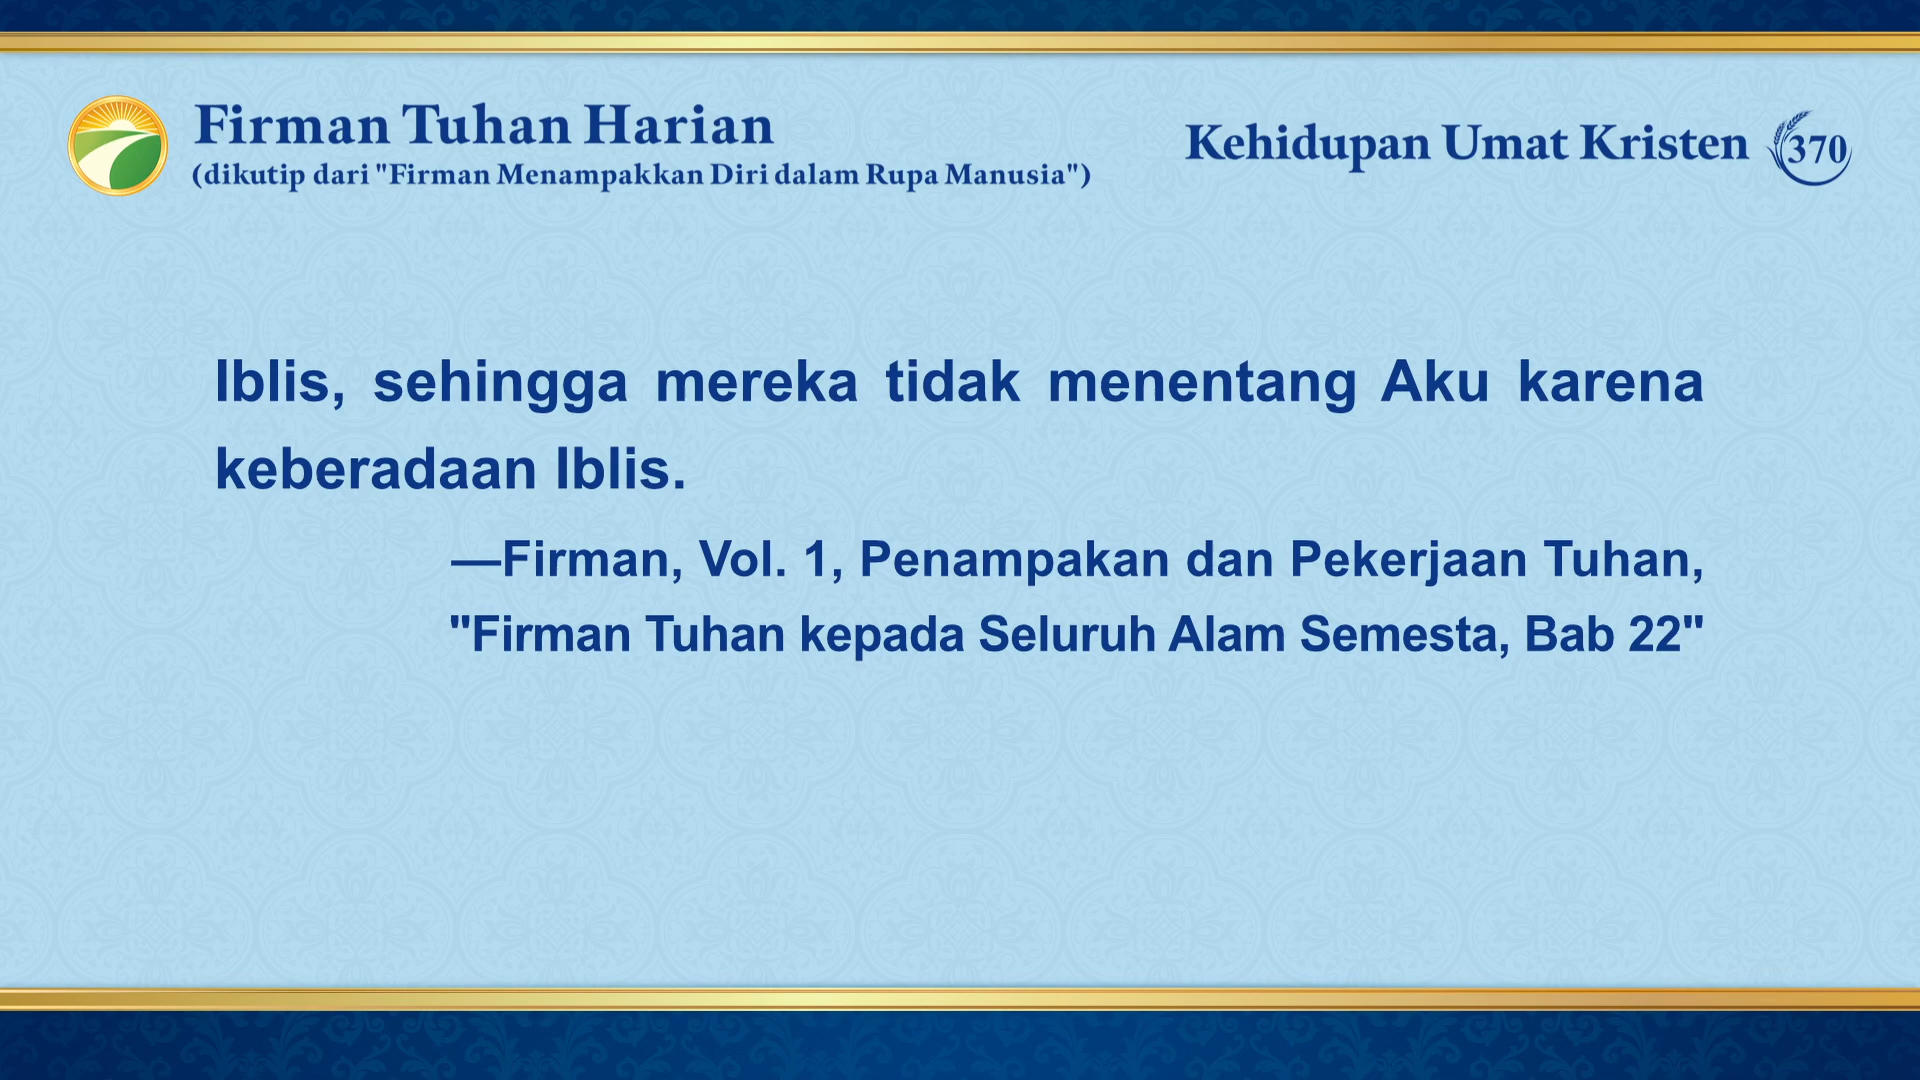 Firman Tuhan Harian
(dikutip dari "Firman Menampakkan Diri dalam Rupa Manusia")
Kehidupan Umat Kristen 370
Iblis, sehingga mereka tidak menentang Aku karena
keberadaan Iblis.
—Firman, Vol. 1, Penampakan dan Pekerjaan Tuhan,
"Firman Tuhan kepada Seluruh Alam Semesta, Bab 22"